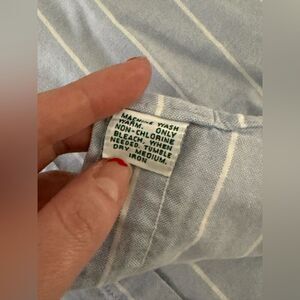 MACHINE WASH
WARM. ONLY
NON-CHLORINE
BLEACH, WHEN
NEEDED. TUMBLE
DRY MEDIUM.
IRON